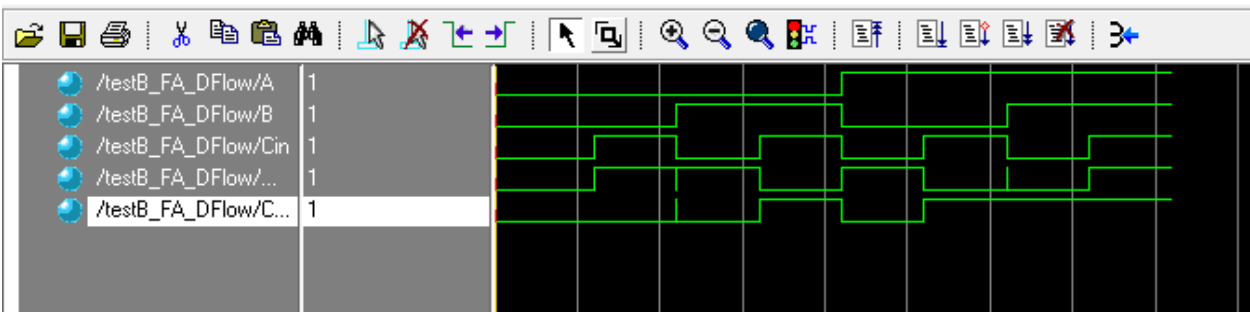 /testB_FA_DFlow/A 1
/testB_FA_DFlow/B 1
/testB_FA_DFlow/Cin 1
/testB_FA_DFlow/... 1
/testB_FA_DFlow/C... 1